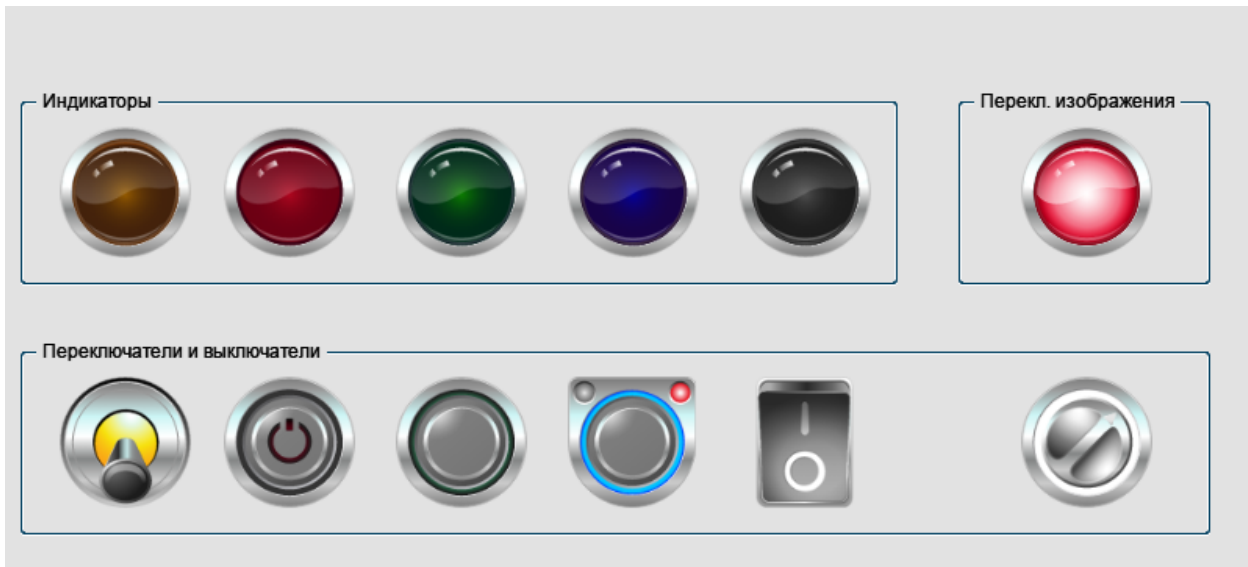 Индикаторы
Перекл. изображения
Переключатели и выключатели